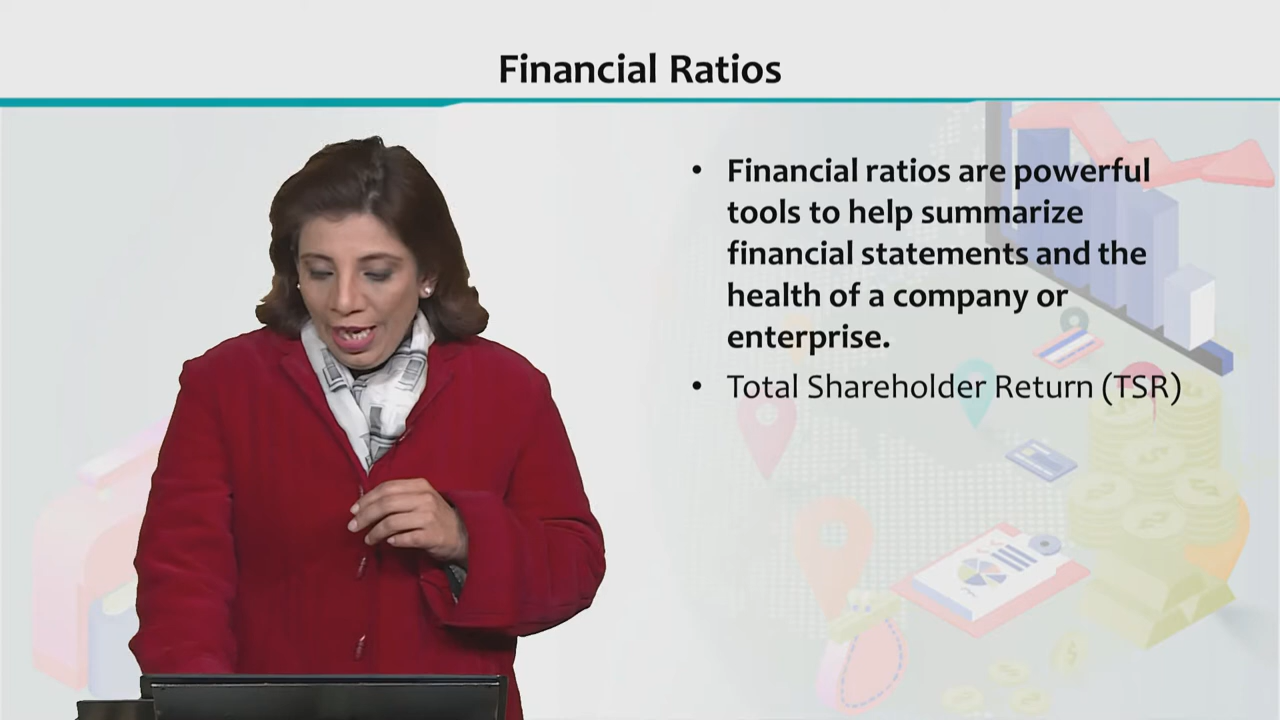 Financial Ratios
• Financial ratios are powerful
tools to help summarize
financial statements and the
health of a company or
enterprise.
• Total Shareholder Return (TSR)